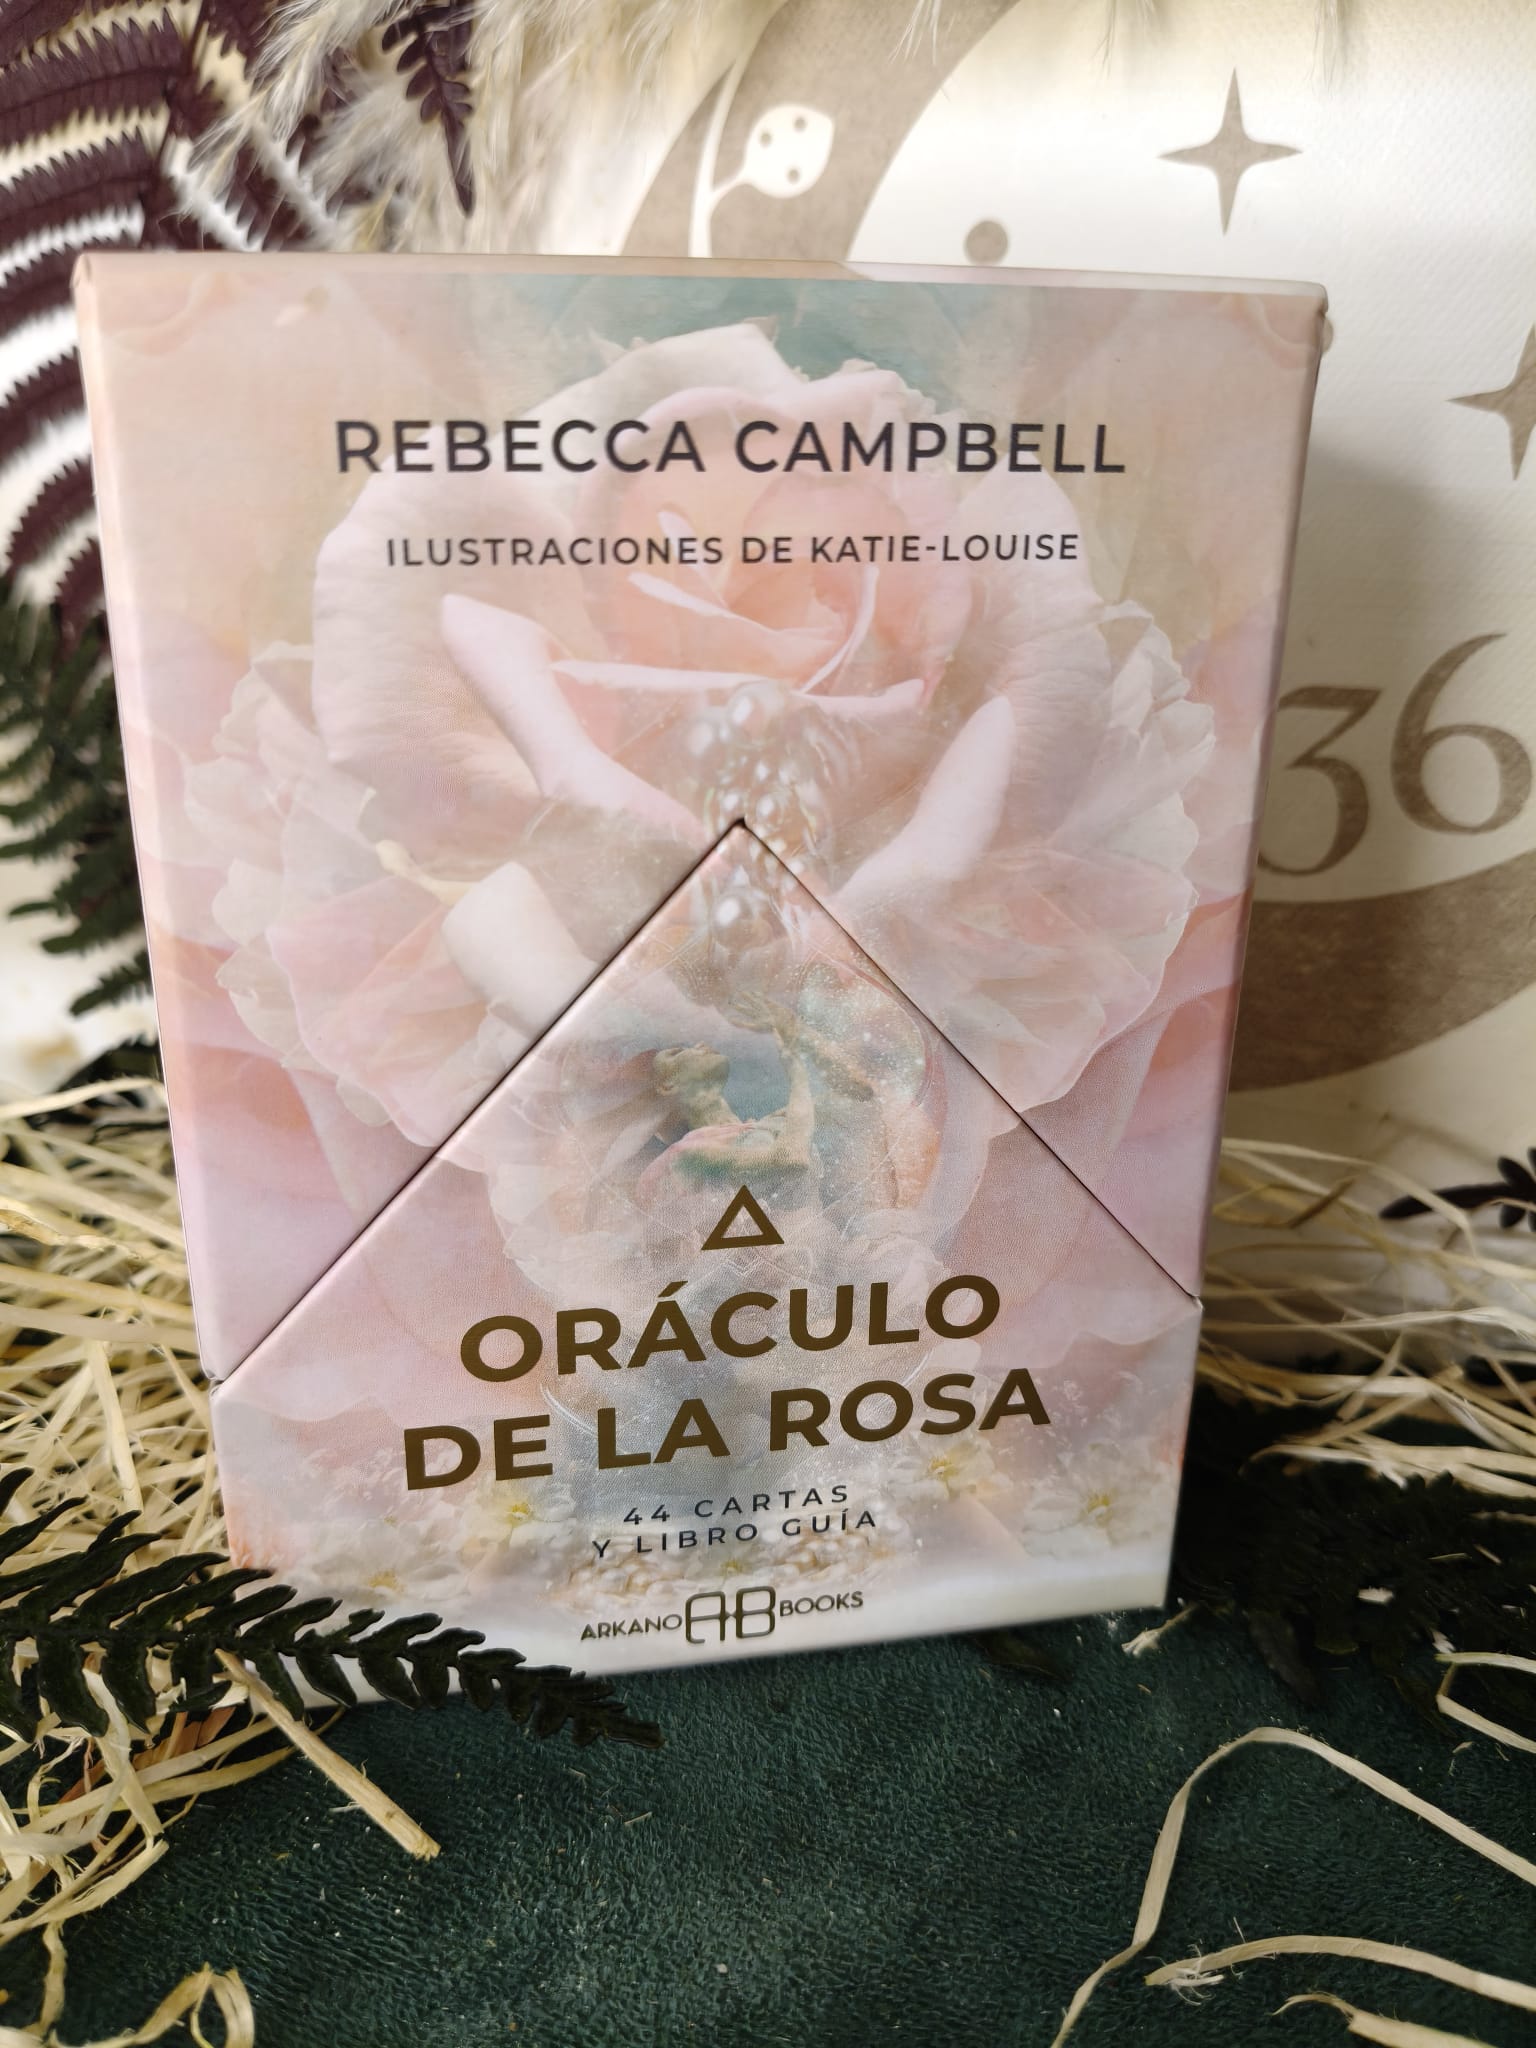 REBECCA CAMPBELL
ILUSTRACIONES DE KATIE-LOUISE
36
ORÁCULO
DE LA ROSA
44 CARTAS
Y LIBRO GUÍA
ARKANO AB BOOKS